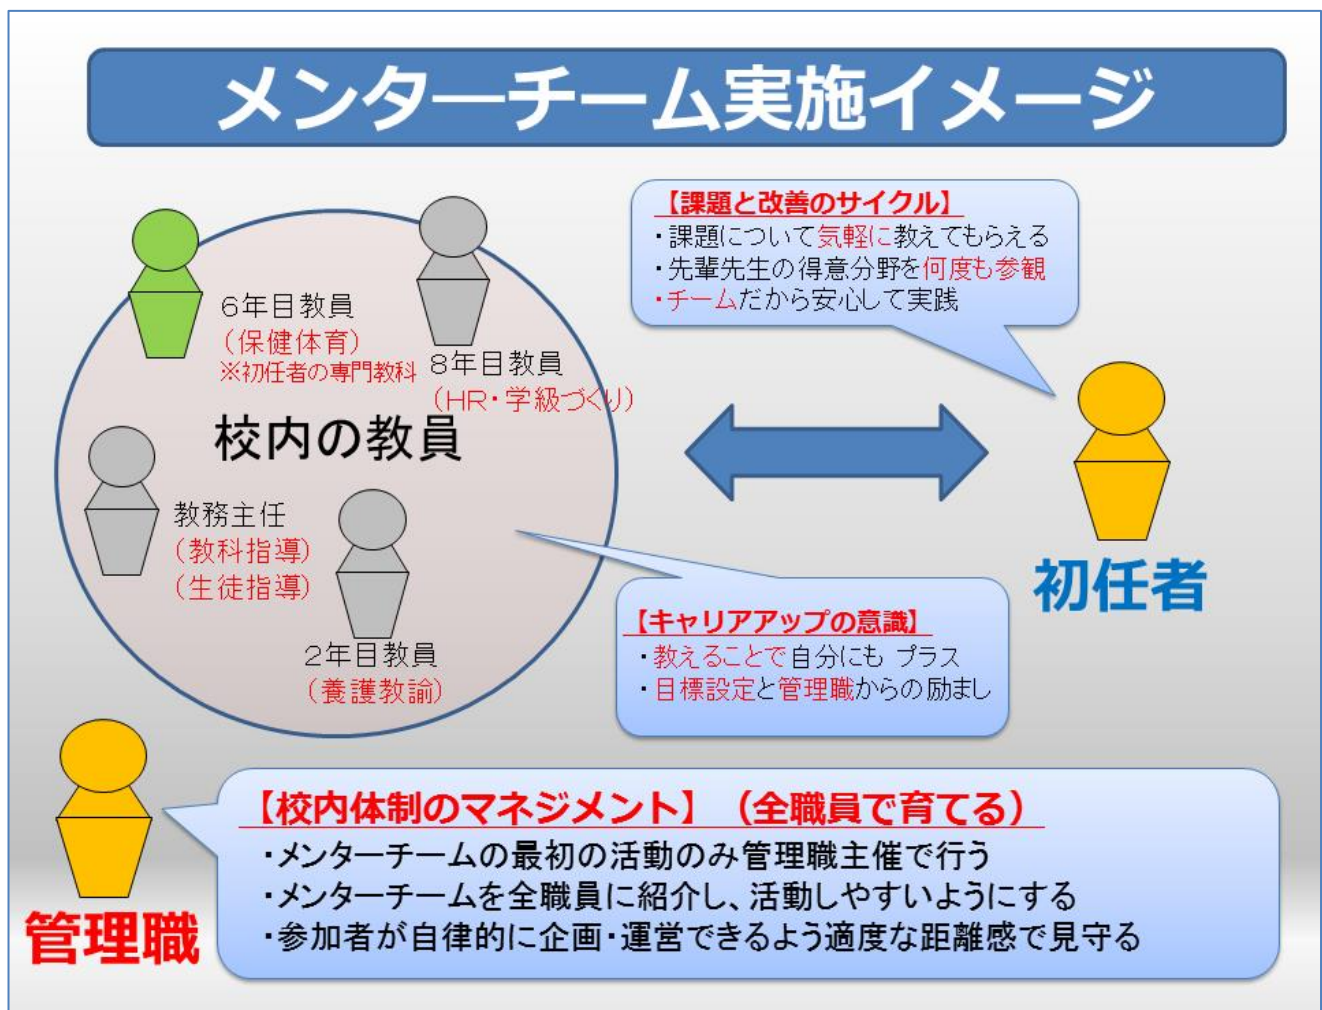 メンターチーム実施イメージ
【課題と改善のサイクル】
・課題について気軽に教えてもらえる
・先輩先生の得意分野を何度も参観
・チームだから安心して実践
6年目教員
（保健体育）
※初任者の専門教科
8年目教員
（HR・学級づくり）
校内の教員
教務主任
（教科指導）
（生徒指導）
2年目教員
（養護教諭）
初任者
【キャリアアップの意識】
・教えることで自分にも プラス
・目標設定と管理職からの励まし
管理職
【校内体制のマネジメント】（全職員で育てる）
・メンターチームの最初の活動のみ管理職主催で行う
・メンターチームを全職員に紹介し、活動しやすいようにする
・参加者が自律的に企画・運営できるよう適度な距離感で見守る